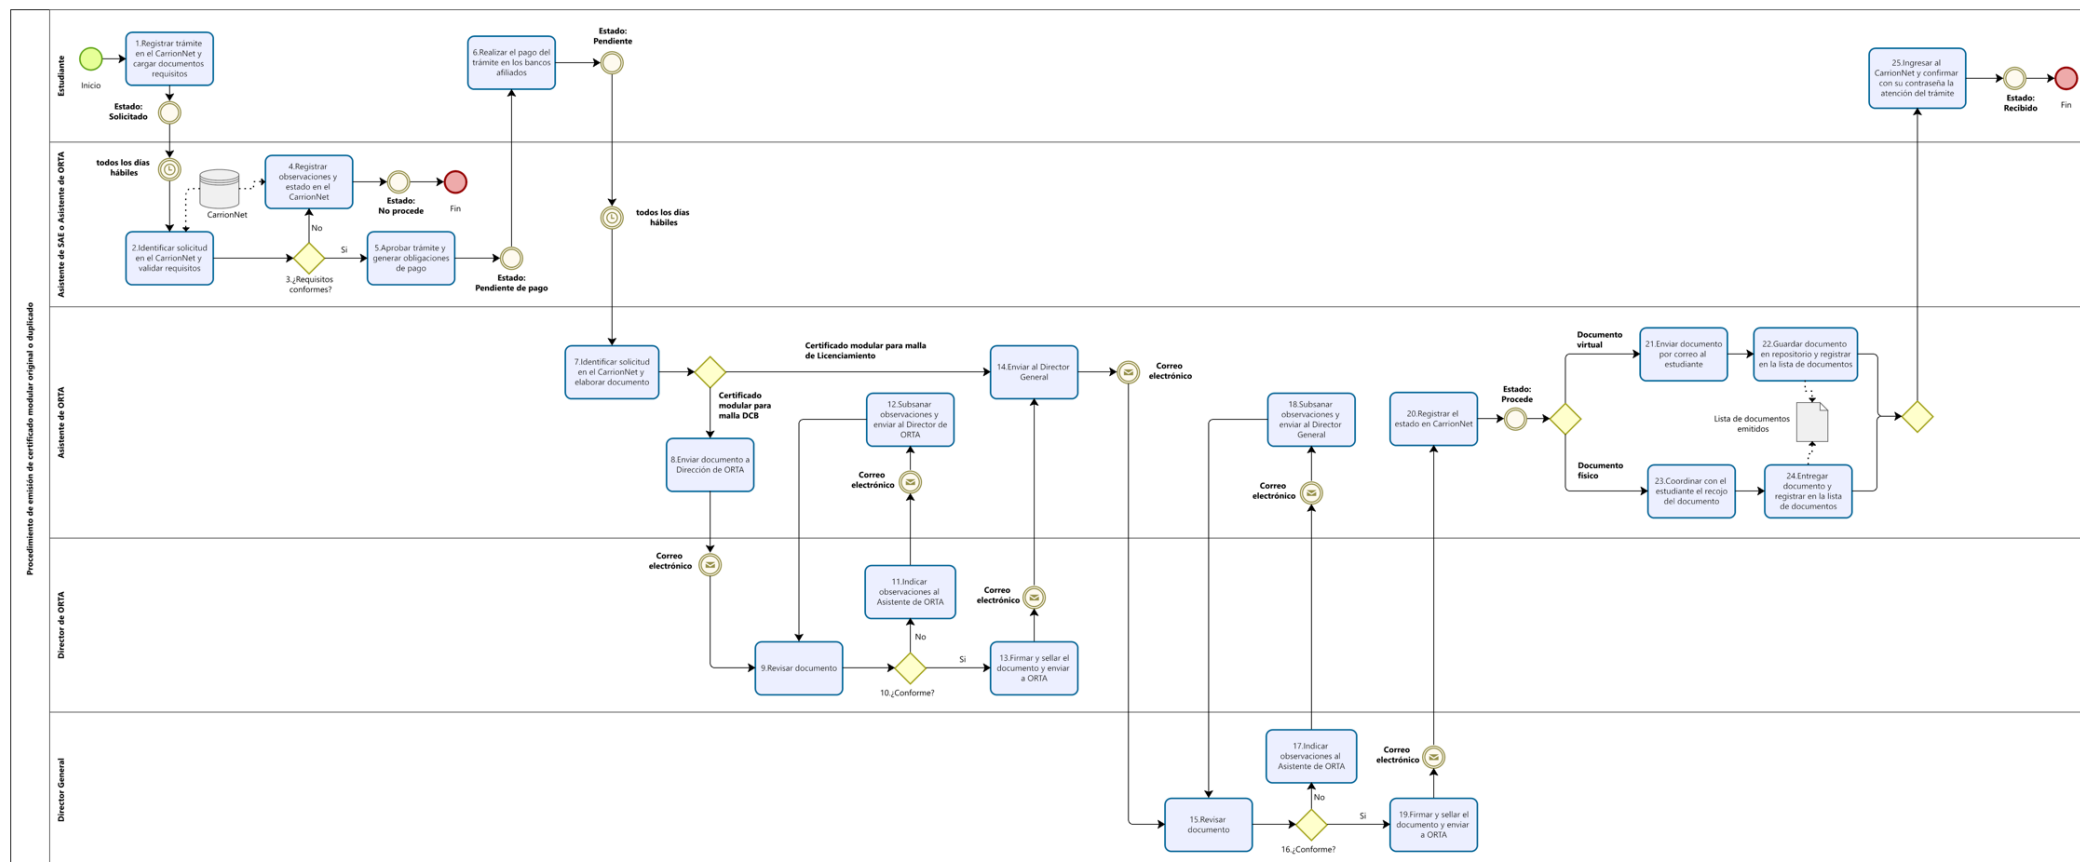 Procedimiento de emisión de certificado modular original o duplicado
Estudiante
Inicio
1.Registrar trámite
en el CarrionNet y
cargar documentos
requisitos
Estado:
Solicitado
6.Realizar el pago del
trámite en los bancos
afiliados
Estado:
Pendiente
25.Ingresar al
CarrionNet y confirmar
con su contraseña la
atención del trámite
Estado:
Recibido
Fin
Asistente de SAE o Asistente de ORTA
todos los días
hábiles
CarrionNet
2.Identificar solicitud
en el CarrionNet y
validar requisitos
3.¿Requisitos
conformes?
No
Si
4.Registrar
observaciones y
estado en el
CarrionNet
Estado:
No procede
Fin
5.Aprobar trámite y
generar obligaciones
de pago
Estado:
Pendiente de pago
todos los días
hábiles
Asistente de ORTA
7.Identificar solicitud
en el CarrionNet y
elaborar documento
Certificado modular para malla
de Licenciamiento
Certificado
modular para
malla DCB
8.Enviar documento a
Dirección de ORTA
12.Subsanar
observaciones y
enviar al Director de
ORTA
Correo
electrónico
14.Enviar al Director
General
Correo
electrónico
18.Subsanar
observaciones y
enviar al Director
General
Correo
electrónico
20.Registrar el
estado en CarrionNet
Estado:
Procede
Documento
virtual
21.Enviar documento
por correo al
estudiante
22.Guardar documento
en repositorio y registrar
en la lista de documentos
Lista de documentos
emitidos
Documento
físico
23.Coordinar con el
estudiante el recojo
del documento
24.Entregar
documento y
registrar en la lista
de documentos
Director de ORTA
Correo
electrónico
9.Revisar documento
10.¿Conforme?
No
Si
11.Indicar
observaciones al
Asistente de ORTA
Correo
electrónico
13.Firmar y sellar el
documento y enviar
a ORTA
Director General
15.Revisar
documento
16.¿Conforme?
No
Si
17.Indicar
observaciones al
Asistente de ORTA
Correo
electrónico
19.Firmar y sellar el
documento y enviar
a ORTA